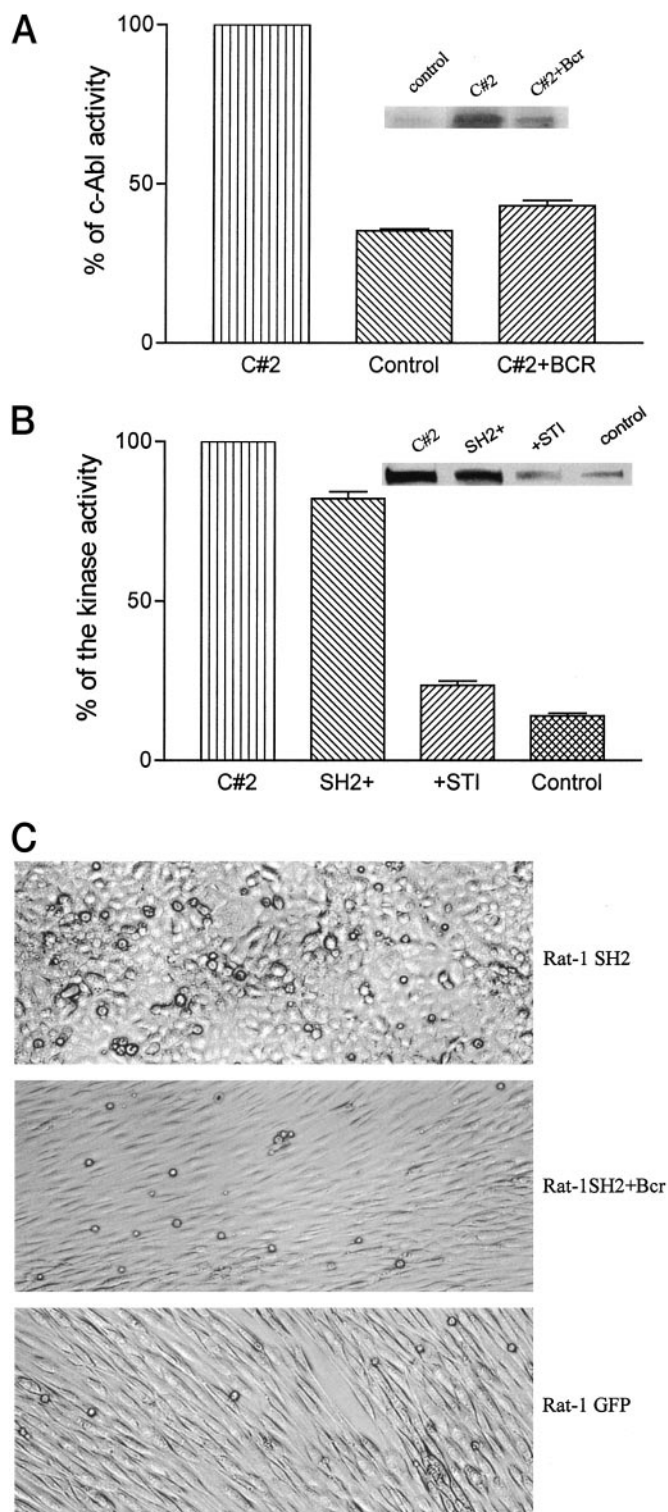 A
% of c-Abl activity
100
50
0
control
C#2
C#2+Bcr
C#2
Control
C#2+BCR
B
% of the kinase activity
100
50
0
C#2
SH2+
+STI
control
C#2
SH2+
+STI
Control
C
Rat-1 SH2
Rat-1SH2+Bcr
Rat-1 GFP